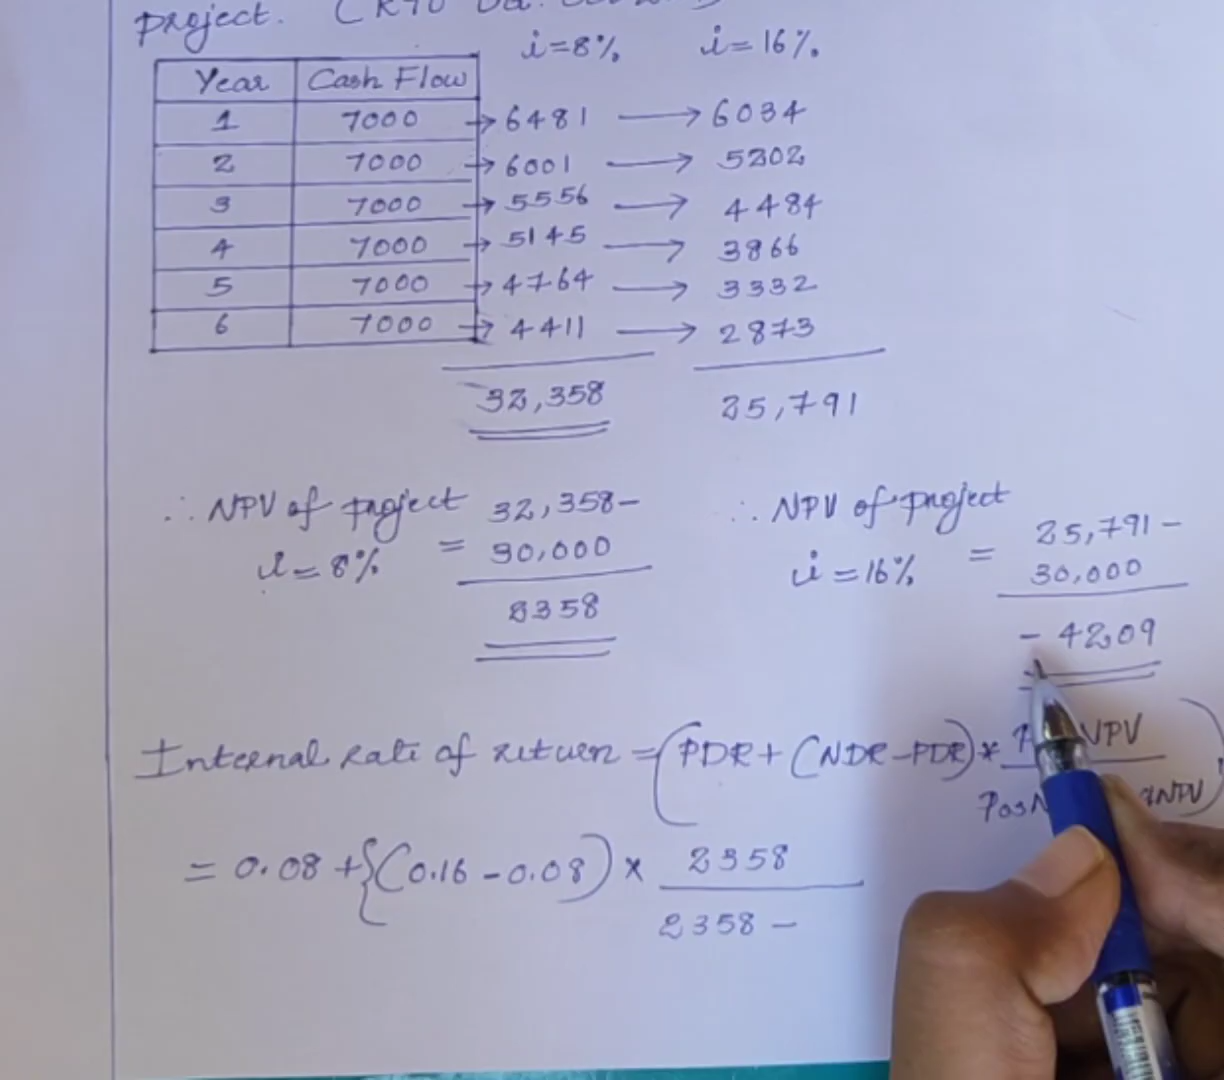 project.
i=8% i=16%
Year Cash Flow
1 7000 → 6481 → 6034
2 7000 → 6001 → 5202
3 7000 → 5556 → 4484
4 7000 → 5145 → 3866
5 7000 → 4764 → 3332
6 7000 → 4411 → 2873
32,358 25,791
∴ NPV of project i=8% = 32,358 –
30,000
2358
∴ NPV of project i=16% = 25,791 –
30,000
- 4209
Internal Rate of return = (PDR + (NDR-PDR) * NPV
= 0.08 + {(0.16 - 0.08) × 2358
2358 –